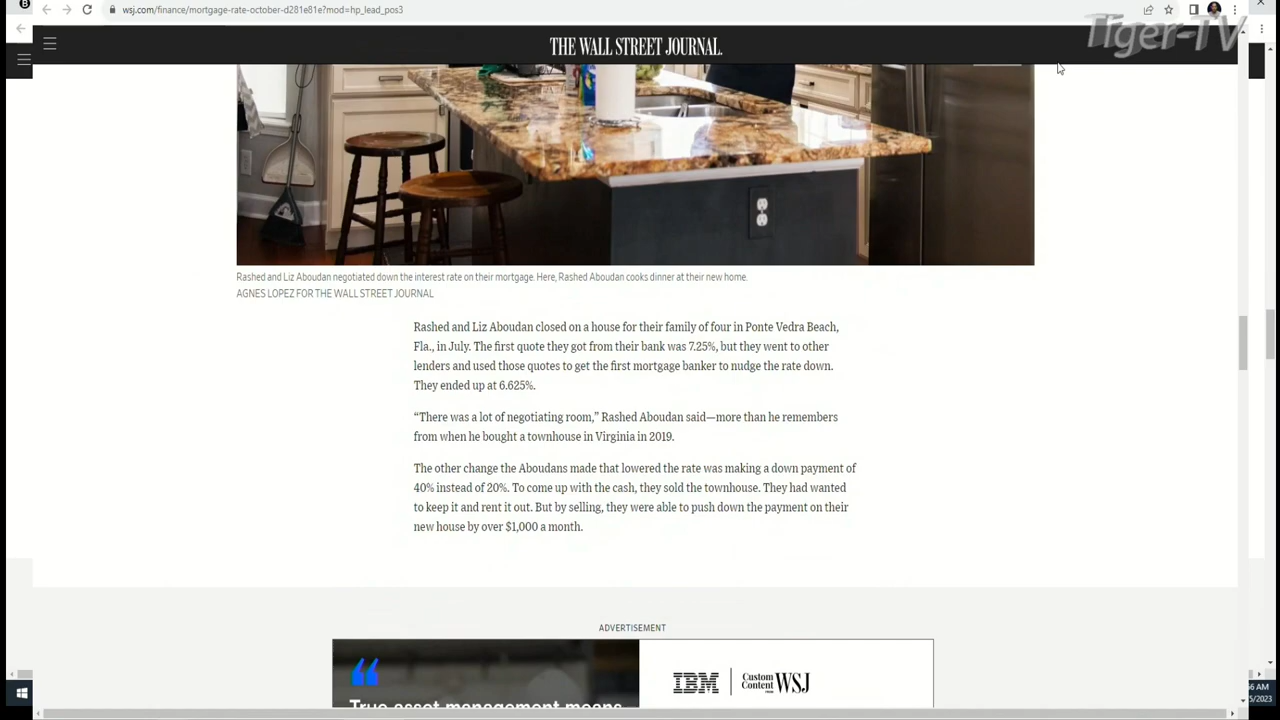 wsj.com/finance/mortgage-rate-october-d281e81e?mod=hp_lead_pos3
Tiger-TV
THE WALL STREET JOURNAL.
Rashed and Liz Aboudan negotiated down the interest rate on their mortgage. Here, Rashed Aboudan cooks dinner at their new home.
AGNES LOPEZ FOR THE WALL STREET JOURNAL
Rashed and Liz Aboudan closed on a house for their family of four in Ponte Vedra Beach,
Fla., in July. The first quote they got from their bank was 7.25%, but they went to other
lenders and used those quotes to get the first mortgage banker to nudge the rate down.
They ended up at 6.625%.
“There was a lot of negotiating room,” Rashed Aboudan said—more than he remembers
from when he bought a townhouse in Virginia in 2019.
The other change the Aboudans made that lowered the rate was making a down payment of
40% instead of 20%. To come up with the cash, they sold the townhouse. They had wanted
to keep it and rent it out. But by selling, they were able to push down the payment on their
new house by over $1,000 a month.
ADVERTISEMENT
IBM
Custom
Content
FROM
WSJ
True asset management means
6 AM
5/2023